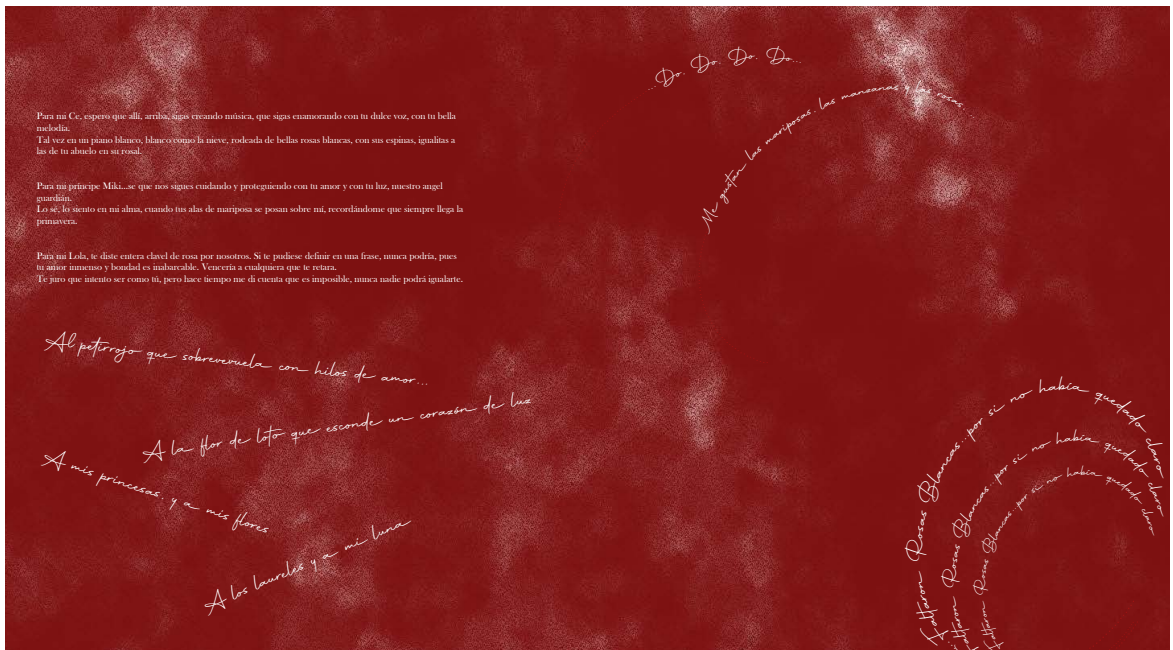 Para mi Ce, espero que allí, arriba, sigas creando música, que sigas enamorando con tu dulce voz, con tu bella
melodía.
Tal vez en un piano blanco, blanco como la nieve, rodeada de bellas rosas blancas, con sus espinas, igualitas a
las de tu abuelo en su rosal.
Para mi príncipe Miki...se que nos sigues cuidando y protegiendo con tu amor y con tu luz, nuestro angel
guardián.
Lo sé, lo siento en mi alma, cuando tus alas de mariposa se posan sobre mí, recordándome que siempre llega la
primavera.
Para mi Lola, te diste entera clavel de rosa por nosotros. Si te pudiese definir en una frase, nunca podría, pues
tu amor inmenso y bondad es inabarcable. Vencería a cualquiera que te retara.
Te juro que intento ser como tú, pero hace tiempo me di cuenta que es imposible, nunca nadie podrá igualarte.
Al petirrojo que sobrevevuela con hilos de amor...
A la flor de loto que esconde un corazón de luz
A mis princesas y a mis flores
A los laureles y a mi luna
...Do.. Do.. Do.. Do...
Me gustan las mariposas, las manzanas y las rosas
Faltaron Rosas Blancas...por si no había quedado claro
Faltaron Rosas Blancas...por si no había quedado claro
Faltaron Rosas Blancas...por si no había quedado claro